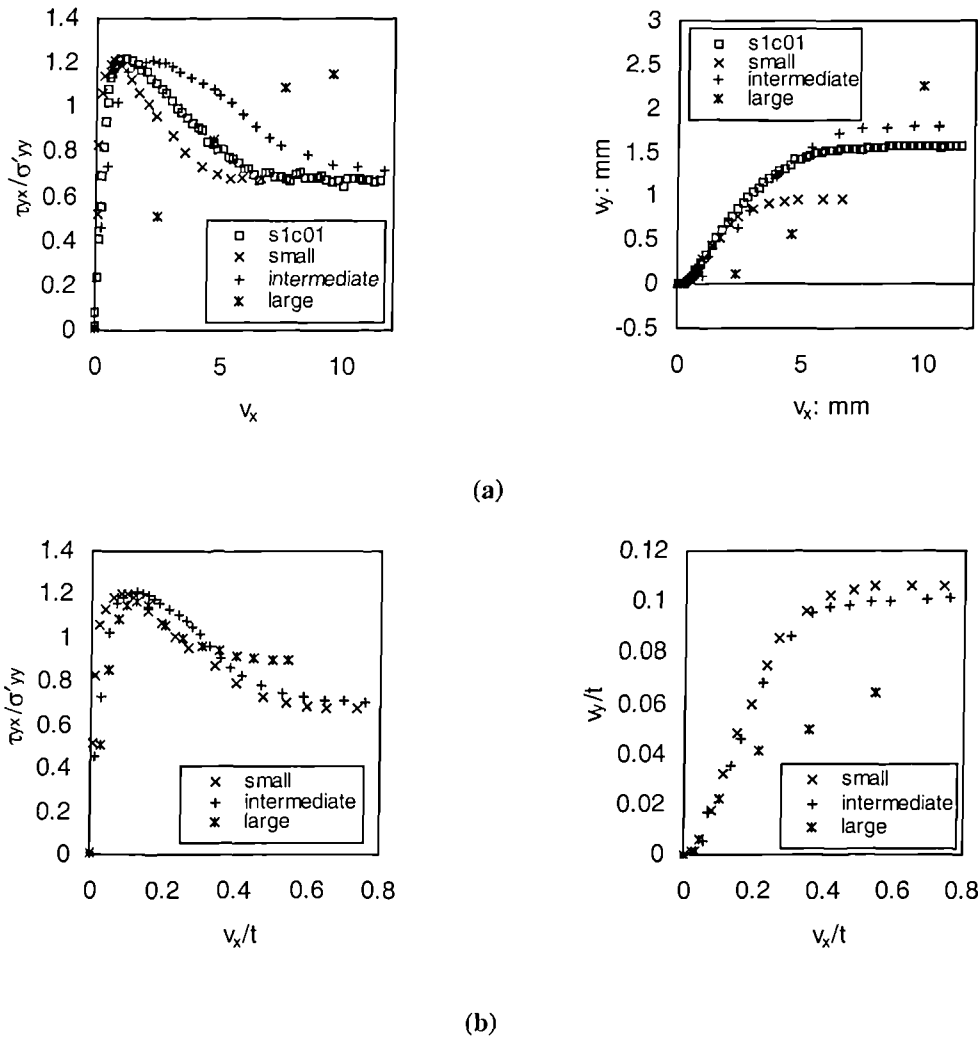 1.4
1.2
1
0.8
0.6
0.4
0.2
0
τyx/σ'yy
s1c01
small
intermediate
large
0 5 10
vx
3
2.5
2
1.5
1
0.5
0
-0.5
vy: mm
s1c01
small
intermediate
large
0 5 10
vx: mm
(a)
1.4
1.2
1
0.8
0.6
0.4
0.2
0
τyx/σ'yy
small
intermediate
large
0 0.2 0.4 0.6 0.8
vx/t
0.12
0.1
0.08
0.06
0.04
0.02
0
vy/t
small
intermediate
large
0 0.2 0.4 0.6 0.8
vx/t
(b)